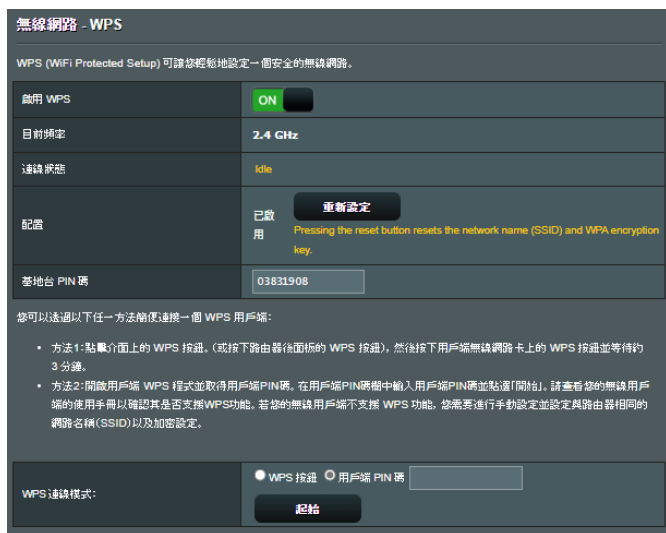 無線網路 - WPS
WPS (WiFi Protected Setup) 可讓您輕鬆地設定一個安全的無線網路。
啟用 WPS
ON
目前頻率
2.4 GHz
連線狀態
Idle
配置
已啟
用
重新設定
Pressing the reset button resets the network name (SSID) and WPA encryption
key.
基地台 PIN 碼
03831908
您可以透過以下任一方法簡便連接一個 WPS 用戶端:
• 方法1:點擊介面上的 WPS 按鈕。(或按下路由器後面板的 WPS 按鈕), 然後按下用戶端無線網路卡上的 WPS 按鈕並等待約
3 分鐘。
• 方法2:開啟用戶端 WPS 程式並取得用戶端PIN碼。在用戶端PIN碼欄中輸入用戶端PIN碼並點選「開始」。請查看您的無線用戶
端的使用手冊以確認其是否支援WPS功能。若您的無線用戶端不支援 WPS 功能, 您需要進行手動設定並設定與路由器相同的
網路名稱(SSID)以及加密設定。
WPS連線模式:
WPS 按鈕 用戶端 PIN 碼
起始